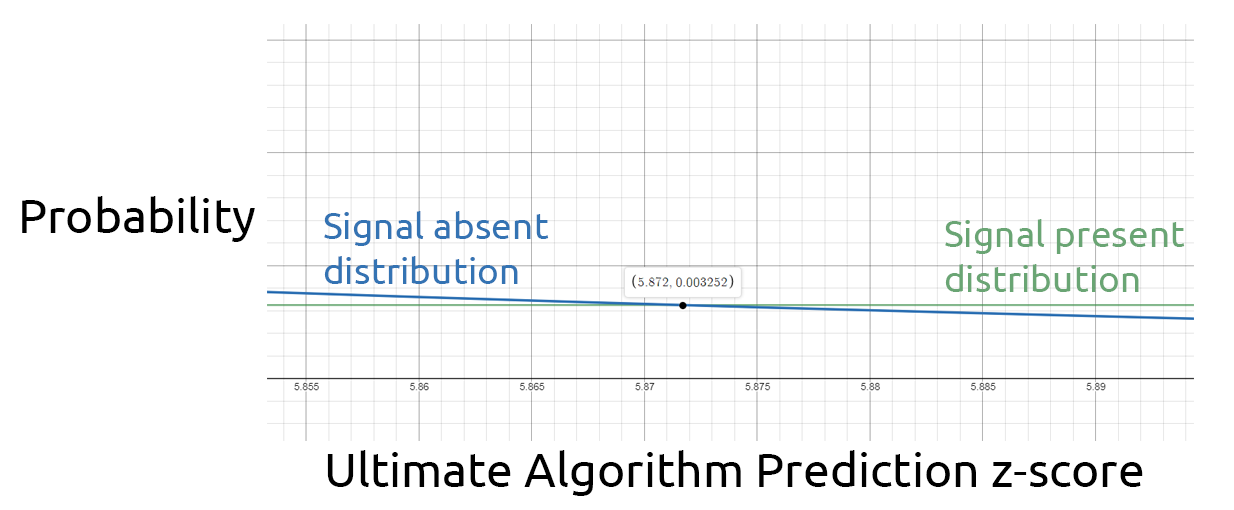 Probability
Signal absent
distribution
Signal present
distribution
(5.872, 0.003252)
5.855 5.86 5.865 5.87 5.875 5.88 5.885 5.89
Ultimate Algorithm Prediction z-score